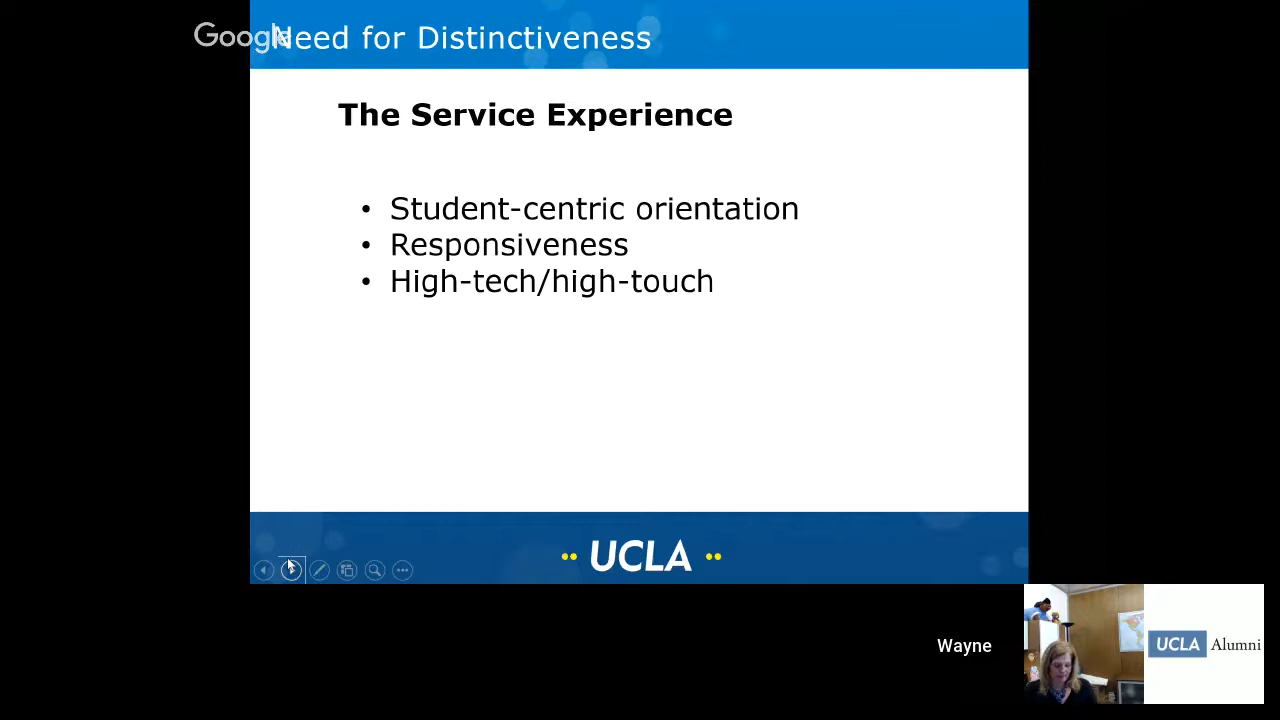 Google
Need for Distinctiveness
The Service Experience
• Student-centric orientation
• Responsiveness
• High-tech/high-touch
UCLA
Wayne
UCLA Alumni